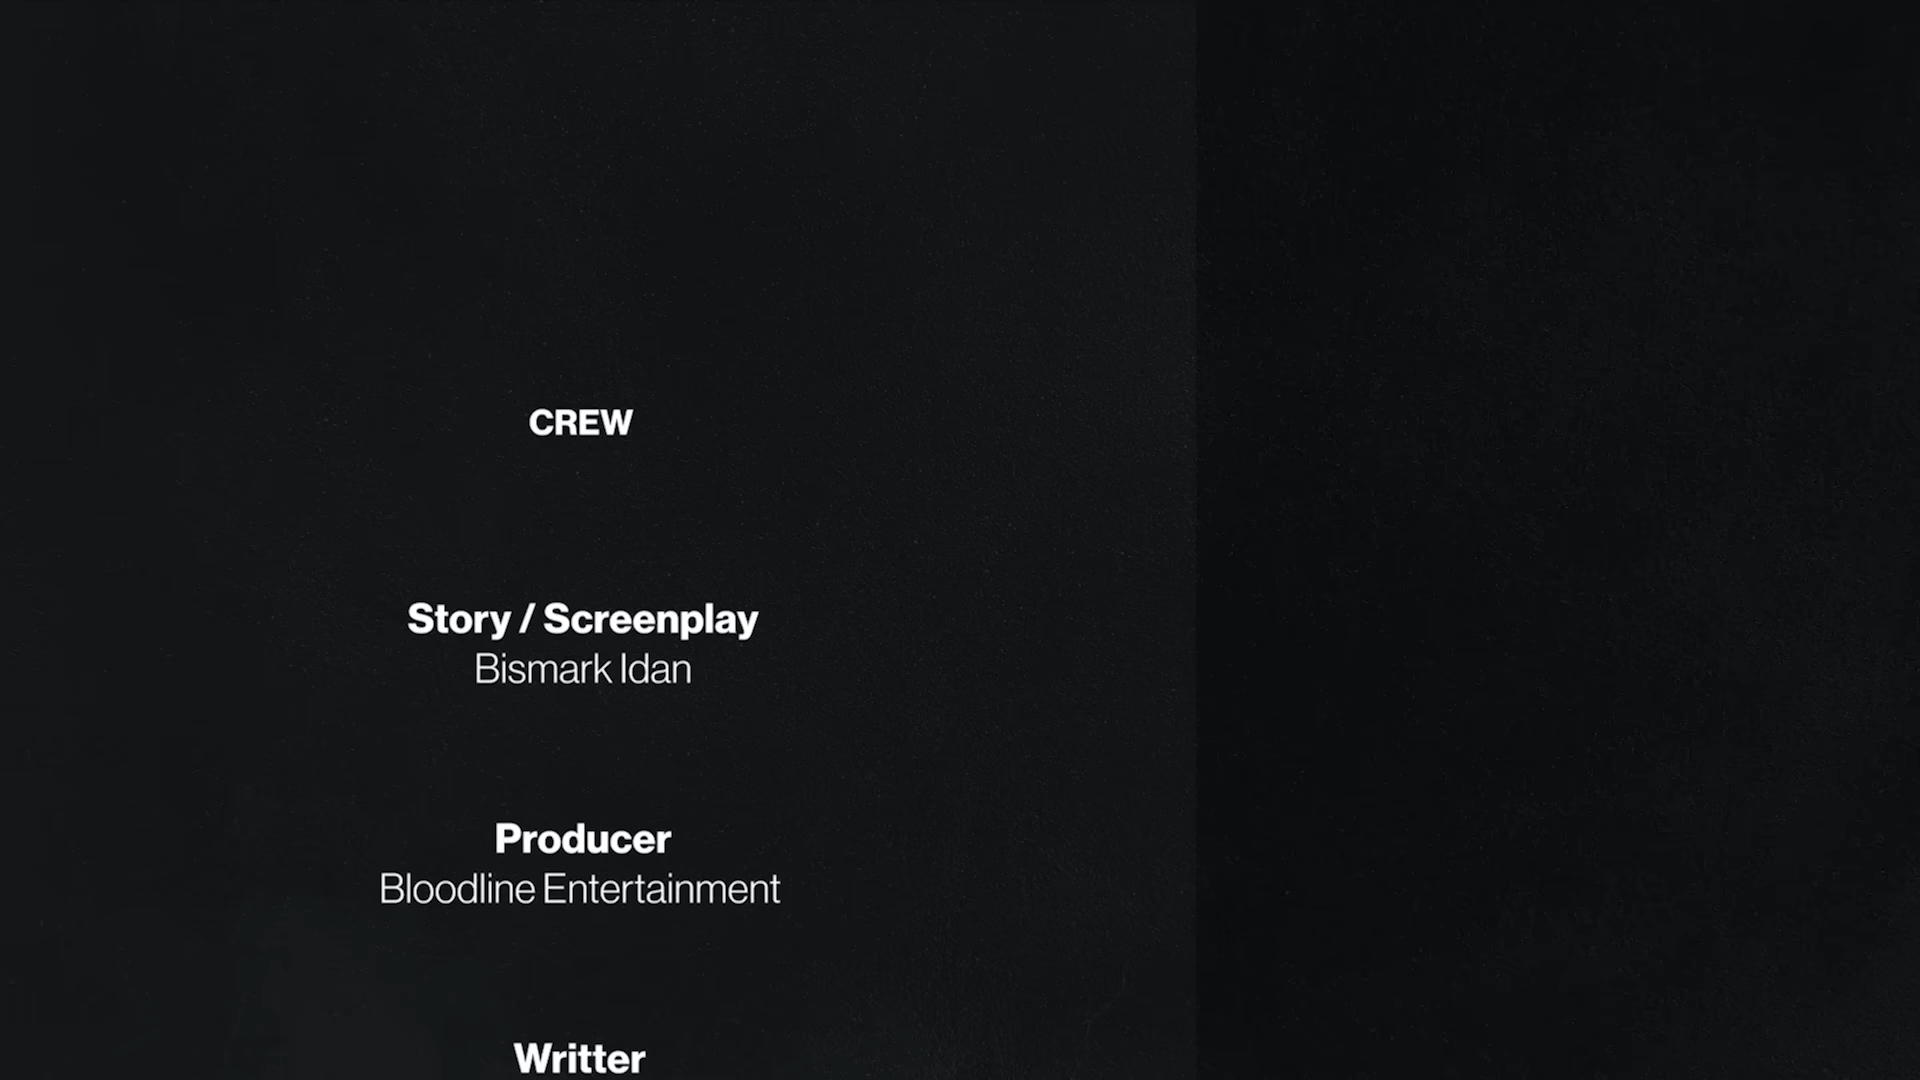 CREW
Story / Screenplay
Bismark Idan
Producer
Bloodline Entertainment
Writter